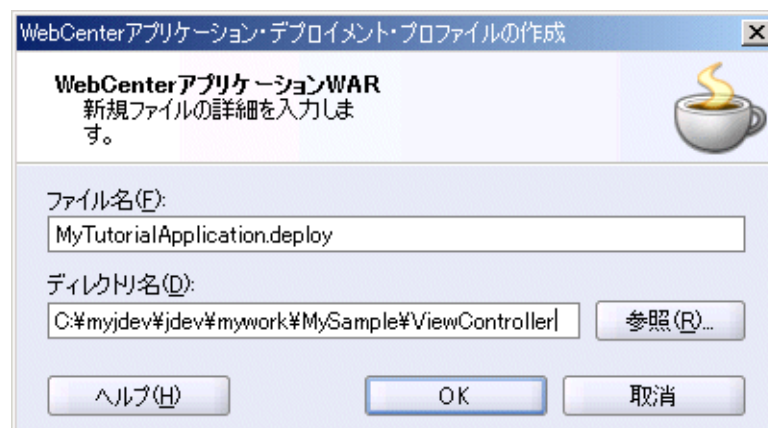 WebCenterアプリケーション・デプロイメント・プロファイルの作成
WebCenterアプリケーションWAR
新規ファイルの詳細を入力しま
す。
ファイル名(F):
MyTutorialApplication.deploy
ディレクトリ名(D):
C:¥myjdev¥jdev¥mywork¥MySample¥ViewController
参照(R)...
ヘルプ(H)
OK
取消